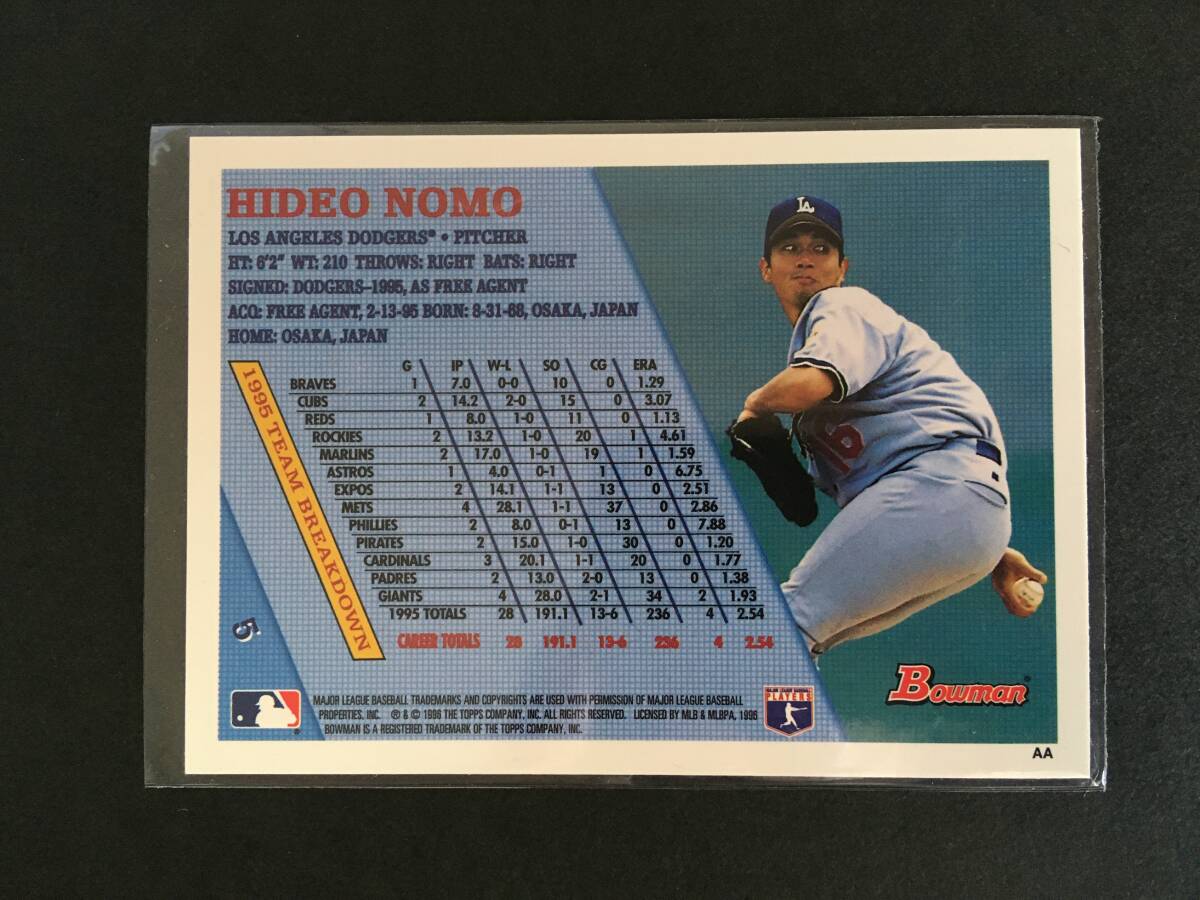 HIDEO NOMO
LOS ANGELES DODGERS® • PITCHER
HT: 6'2" WT: 210 THROWS: RIGHT BATS: RIGHT
SIGNED: DODGERS–1995, AS FREE AGENT
ACQ: FREE AGENT, 2-13-95 BORN: 8-31-68, OSAKA, JAPAN
HOME: OSAKA, JAPAN
1995 TEAM BREAKDOWN
G IP W-L SO CG ERA
BRAVES 1 7.0 0-0 10 0 1.29
CUBS 2 14.2 2-0 15 0 3.07
REDS 1 8.0 1-0 11 0 1.13
ROCKIES 2 13.2 1-0 20 1 4.61
MARLINS 2 17.0 1-0 19 1 1.59
ASTROS 1 4.0 0-1 1 0 6.75
EXPOS 2 14.1 1-1 13 0 2.51
METS 4 28.1 1-1 37 0 2.86
PHILLIES 2 8.0 0-1 13 0 7.88
PIRATES 2 15.0 1-0 30 0 1.20
CARDINALS 3 20.1 1-1 20 0 1.77
PADRES 2 13.0 2-0 13 0 1.38
GIANTS 4 28.0 2-1 34 2 1.93
1995 TOTALS 28 191.1 13-6 236 4 2.54
CAREER TOTALS 28 191.1 13-6 236 4 2.54
5
LA
16
MAJOR LEAGUE BASEBALL TRADEMARKS AND COPYRIGHTS ARE USED WITH PERMISSION OF MAJOR LEAGUE BASEBALL
PROPERTIES, INC. ® & © 1996 THE TOPPS COMPANY, INC. ALL RIGHTS RESERVED. LICENSED BY MLB & MLBPA, 1996
BOWMAN IS A REGISTERED TRADEMARK OF THE TOPPS COMPANY, INC.
MAJOR LEAGUE BASEBALL
PLAYERS
Bowman®
AA